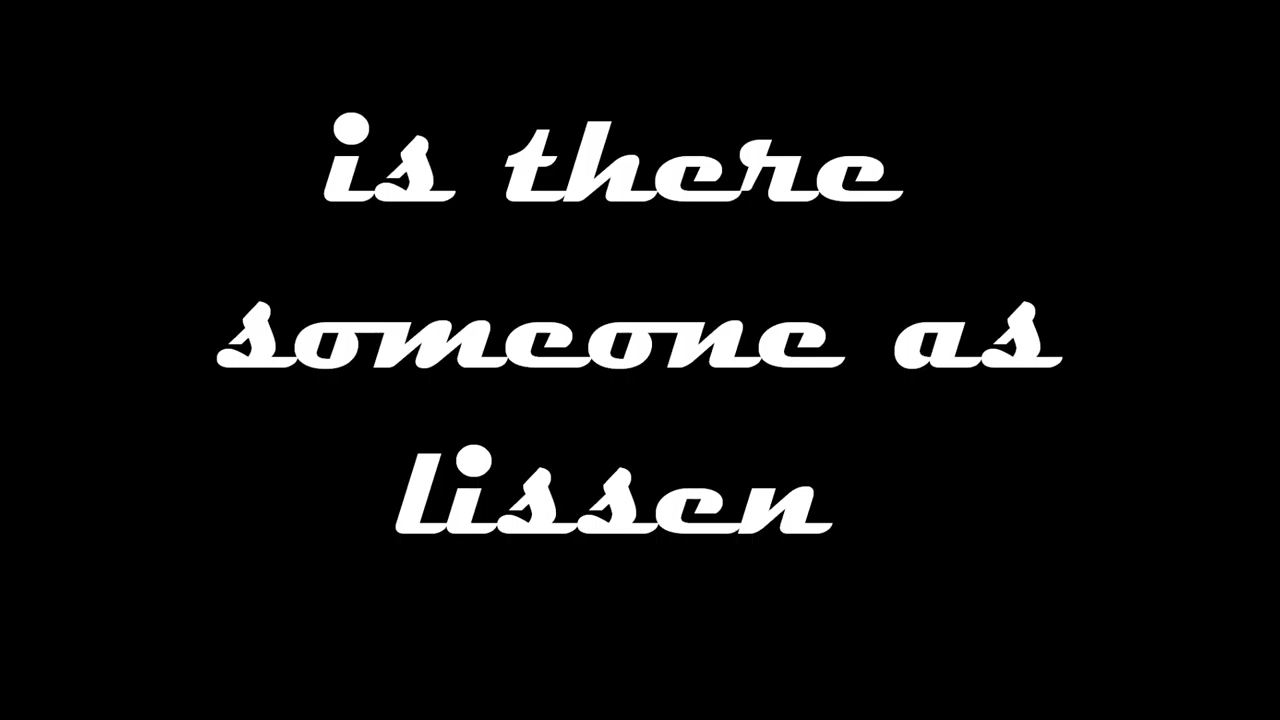 is there
someone as
lissen